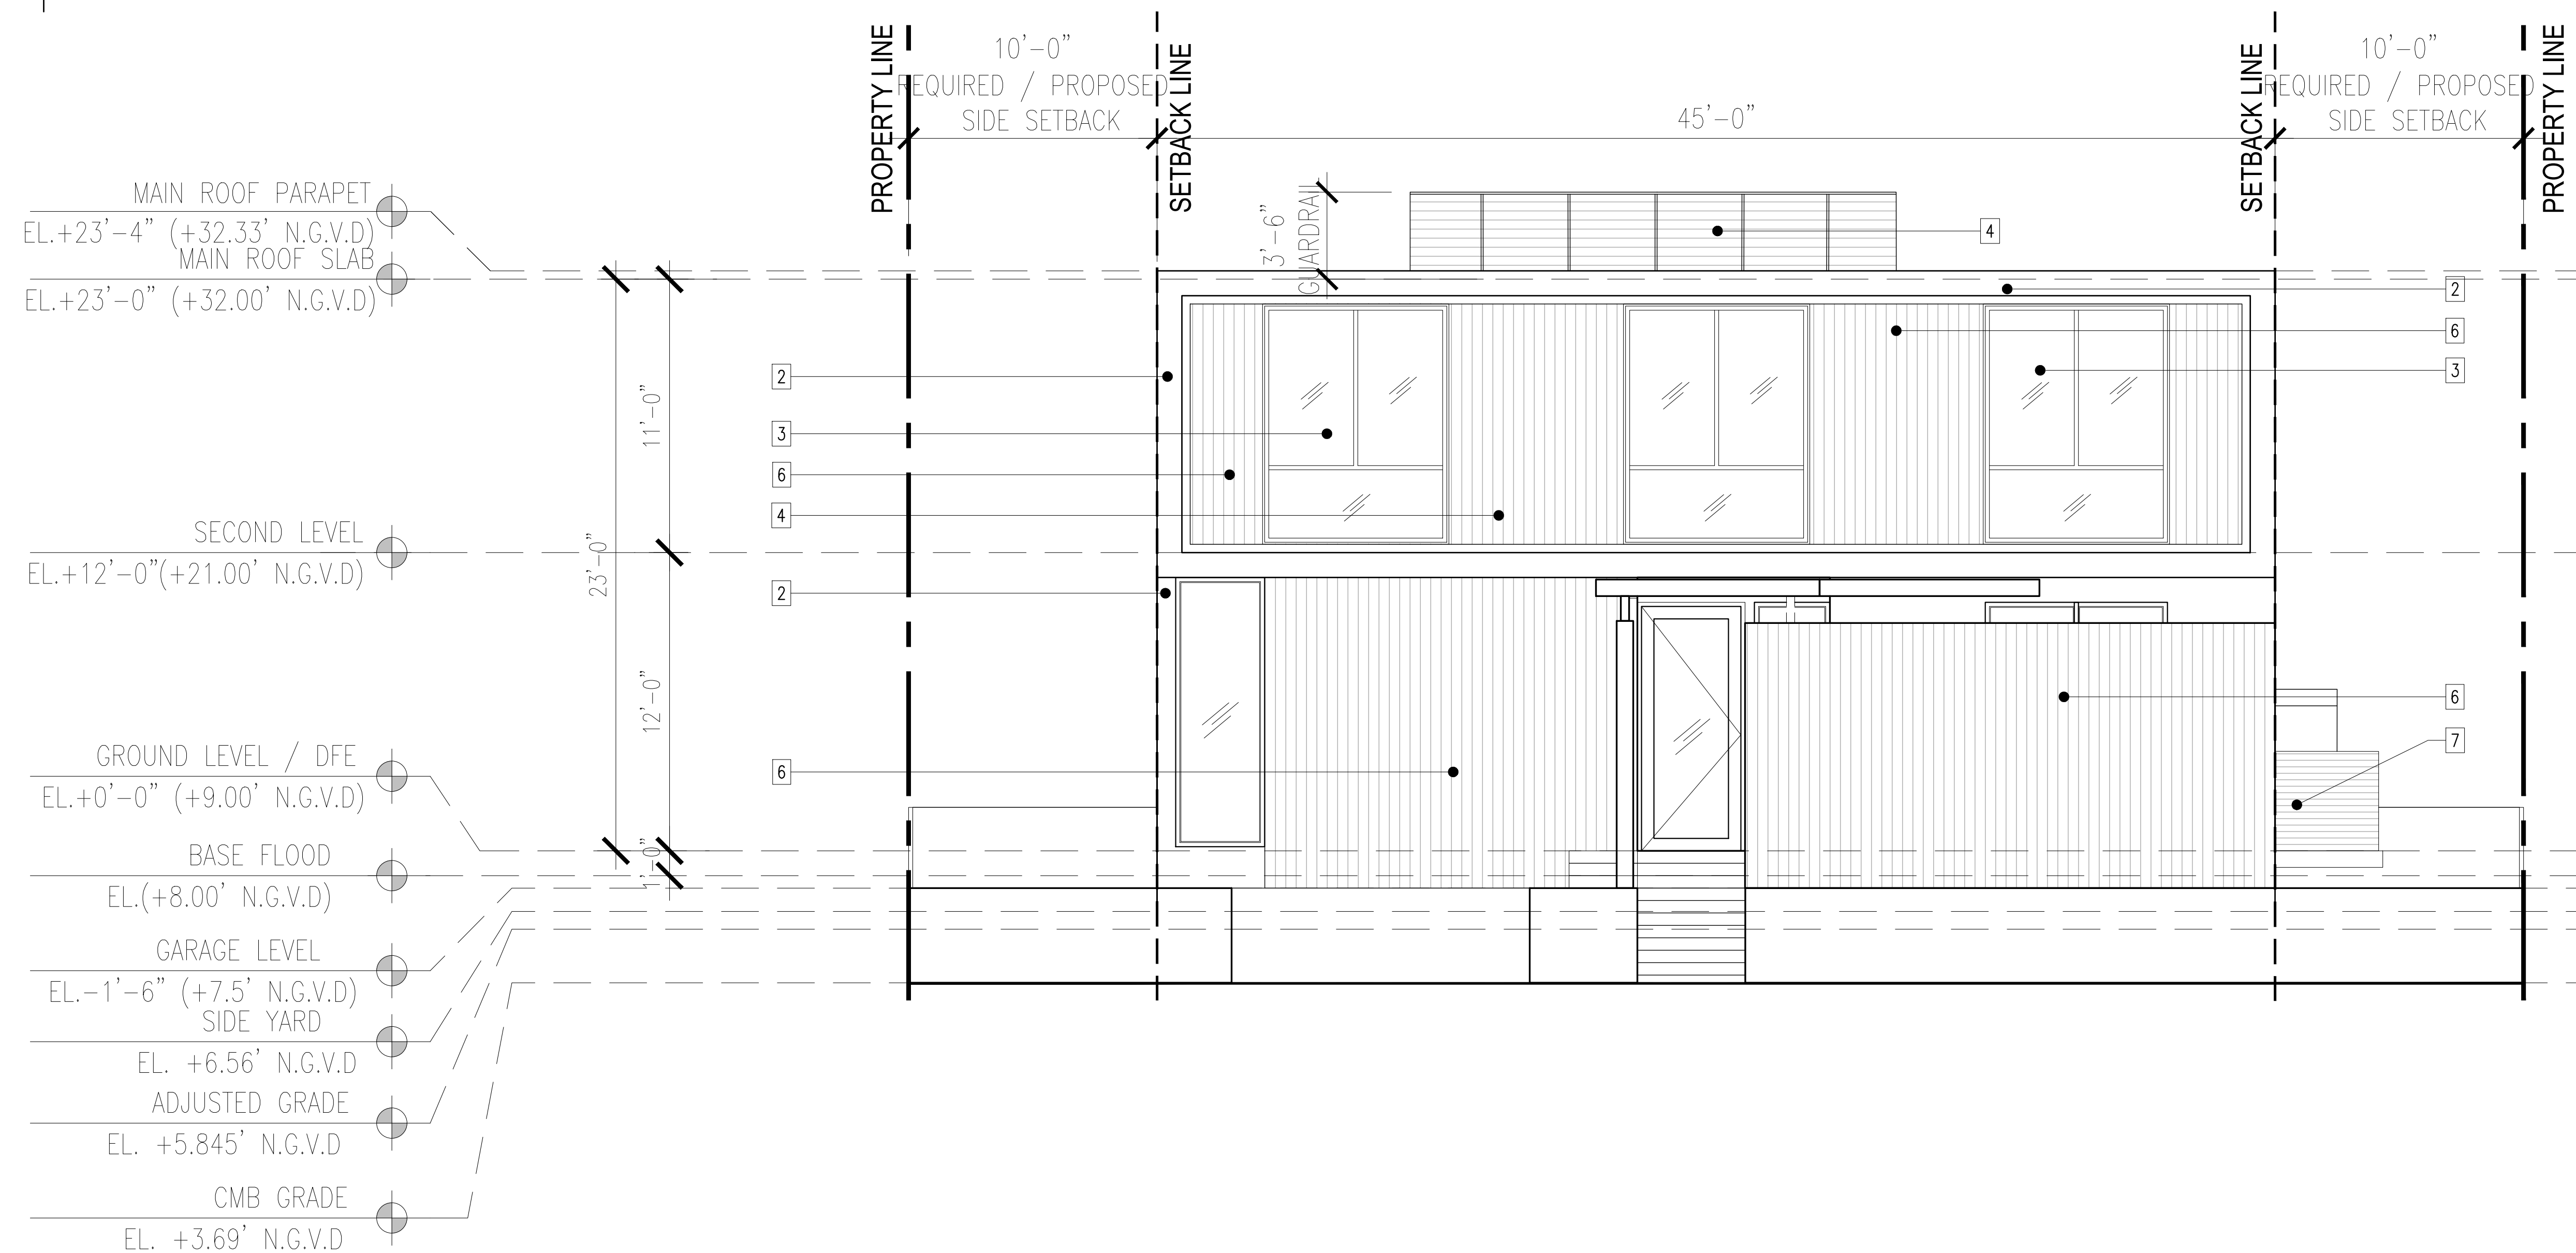 PROPERTY LINE
10'-0"
REQUIRED / PROPOSED
SIDE SETBACK
SETBACK LINE
45'-0"
SETBACK LINE
10'-0"
REQUIRED / PROPOSED
SIDE SETBACK
PROPERTY LINE
MAIN ROOF PARAPET
EL.+23'-4" (+32.33' N.G.V.D)
MAIN ROOF SLAB
EL.+23'-0" (+32.00' N.G.V.D)
SECOND LEVEL
EL.+12'-0"(+21.00' N.G.V.D)
GROUND LEVEL / DFE
EL.+0'-0" (+9.00' N.G.V.D)
BASE FLOOD
EL.(+8.00' N.G.V.D)
GARAGE LEVEL
EL.-1'-6" (+7.5' N.G.V.D)
SIDE YARD
EL. +6.56' N.G.V.D
ADJUSTED GRADE
EL. +5.845' N.G.V.D
CMB GRADE
EL. +3.69' N.G.V.D
23'-0"
11'-0"
12'-0"
1'-0"
3'-6"
GUARDRAIL
2
3
6
4
2
6
4
2
6
3
6
7